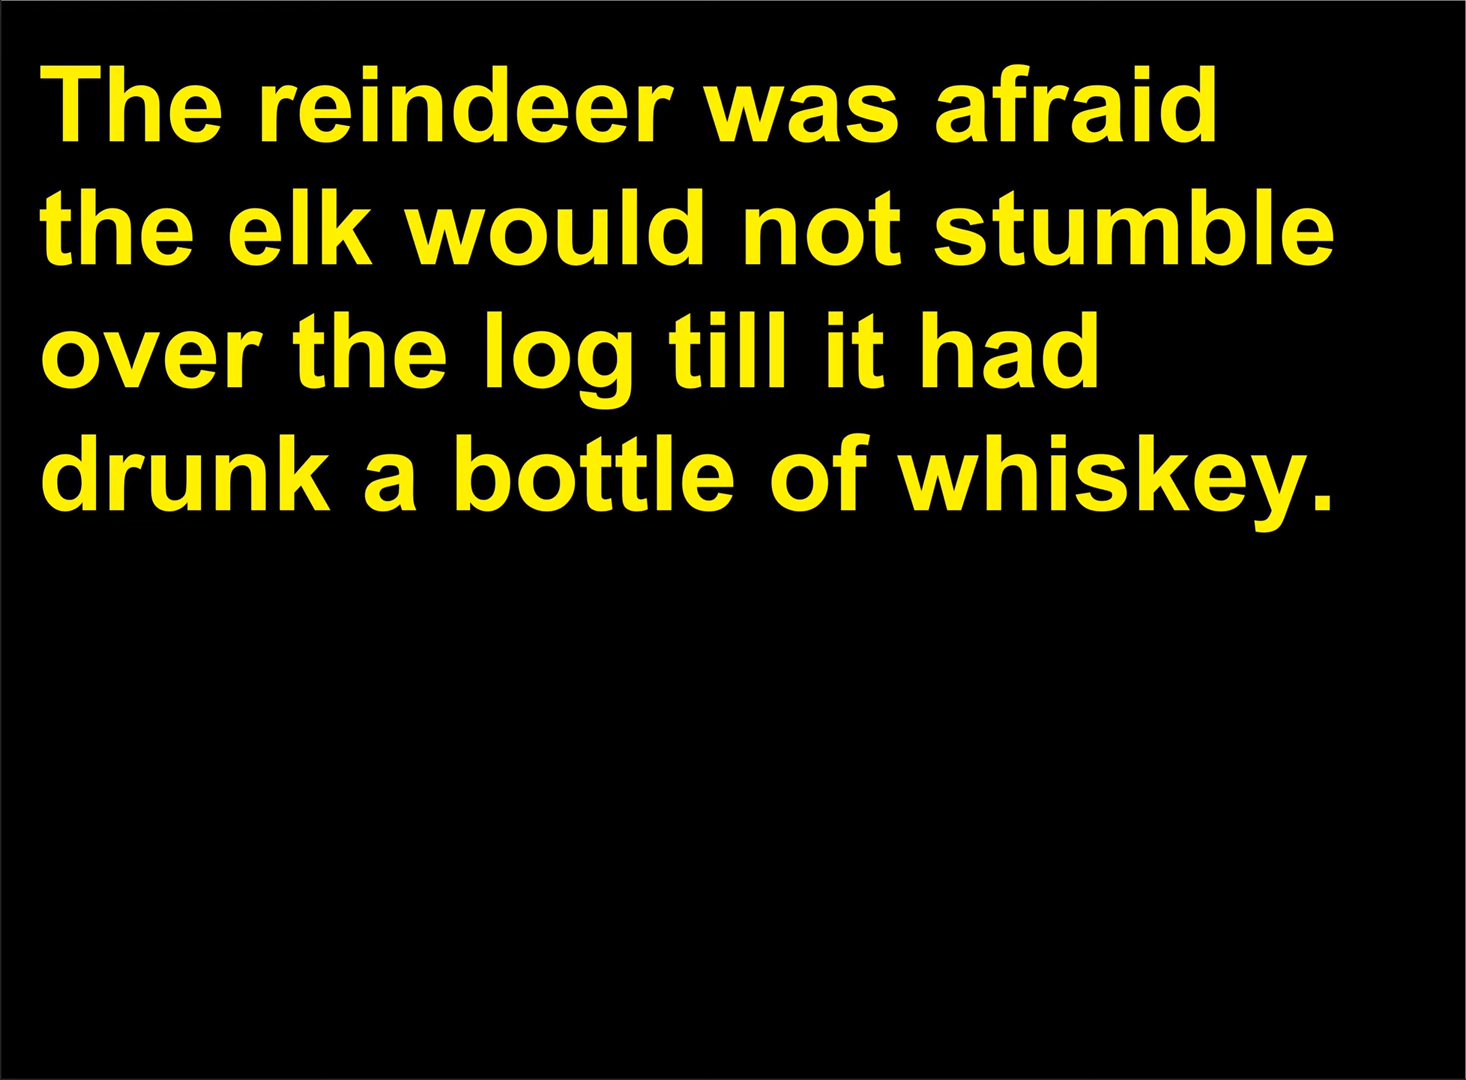 The reindeer was afraid
the elk would not stumble
over the log till it had
drunk a bottle of whiskey.